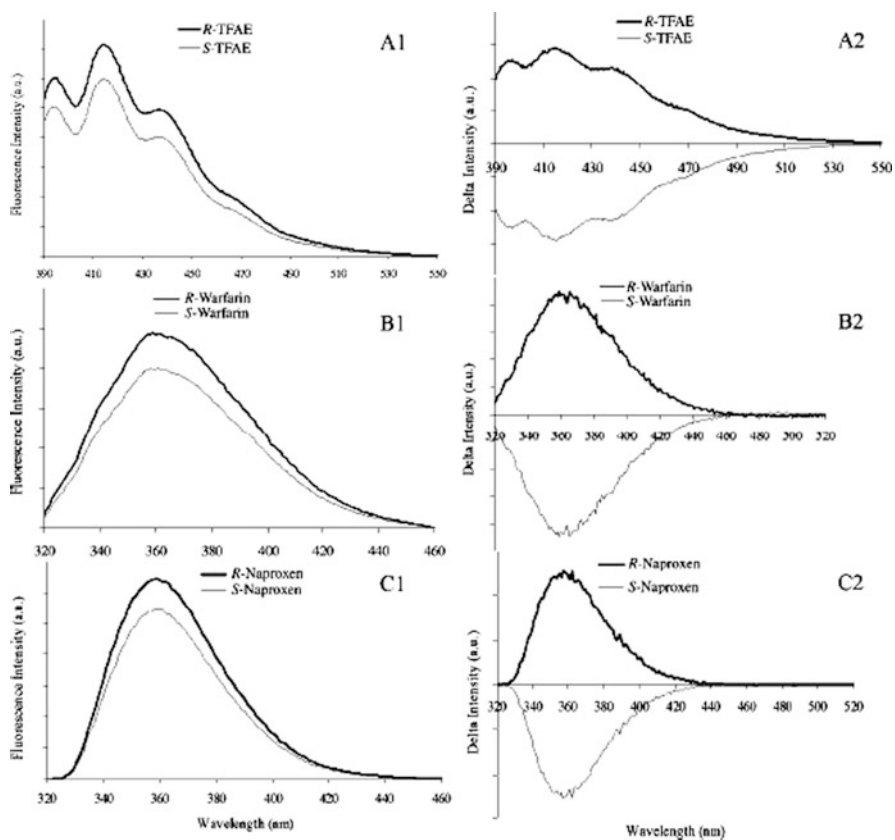 R-TFAE
S-TFAE
A1
Fluorescence Intensity (a.u.)
390 410 430 450 470 490 510 530 550
R-TFAE
S-TFAE
A2
Delta Intensity (a.u.)
390 410 430 450 470 490 510 530 550
R-Warfarin
S-Warfarin
B1
Fluorescence Intensity (a.u.)
320 340 360 380 400 420 440 460
R-Warfarin
S-Warfarin
B2
Delta Intensity (a.u.)
320 340 360 380 400 420 440 460 480 500 520
R-Naproxen
S-Naproxen
C1
Fluorescence Intensity (a.u.)
320 340 360 380 400 420 440 460
Wavelength (nm)
R-Naproxen
S-Naproxen
C2
Delta Intensity (a.u.)
320 340 360 380 400 420 440 460 480 500 520
Wavelength (nm)